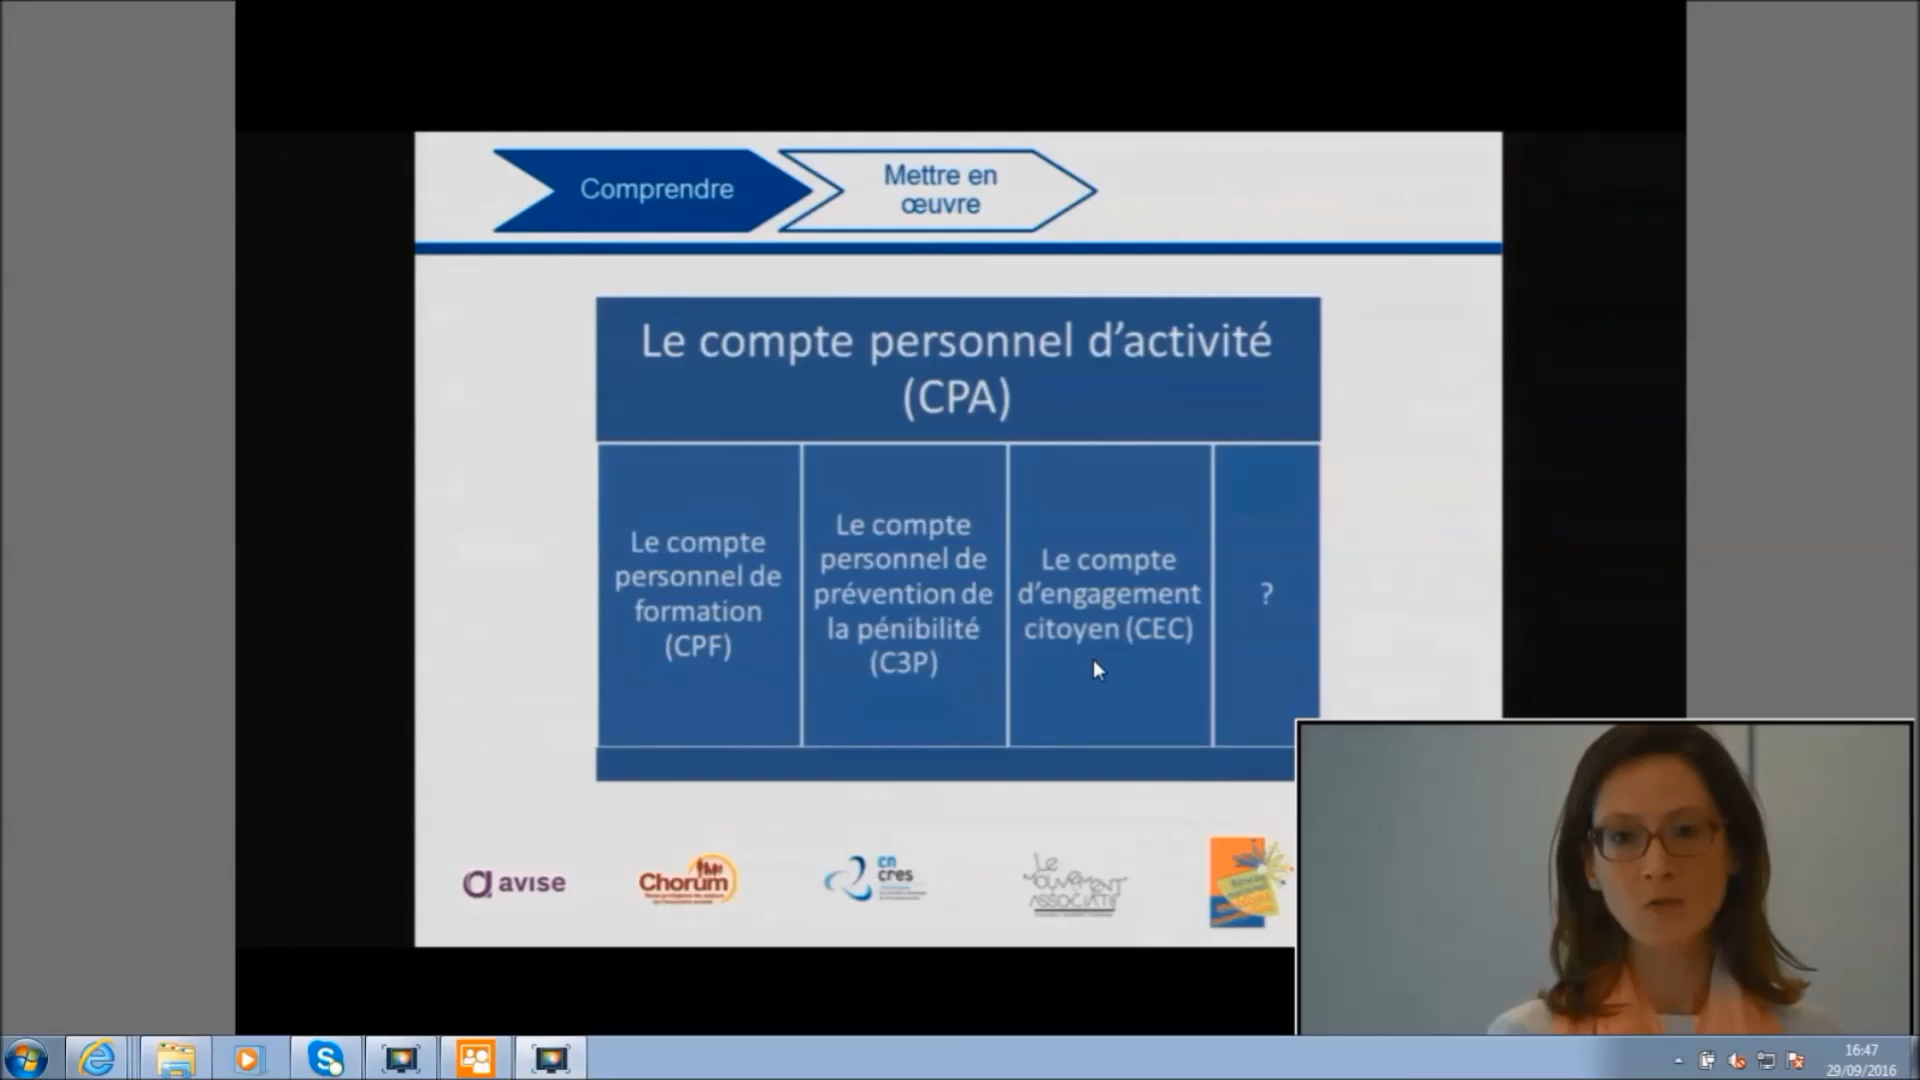 Comprendre
Mettre en
œuvre
Le compte personnel d’activité
(CPA)
Le compte
personnel de
formation
(CPF)
Le compte
personnel de
prévention de
la pénibilité
(C3P)
Le compte
d’engagement
citoyen (CEC)
?
avise
Chorum
cn
cres
Le
mouvement
associatif
16:47
29/09/2016